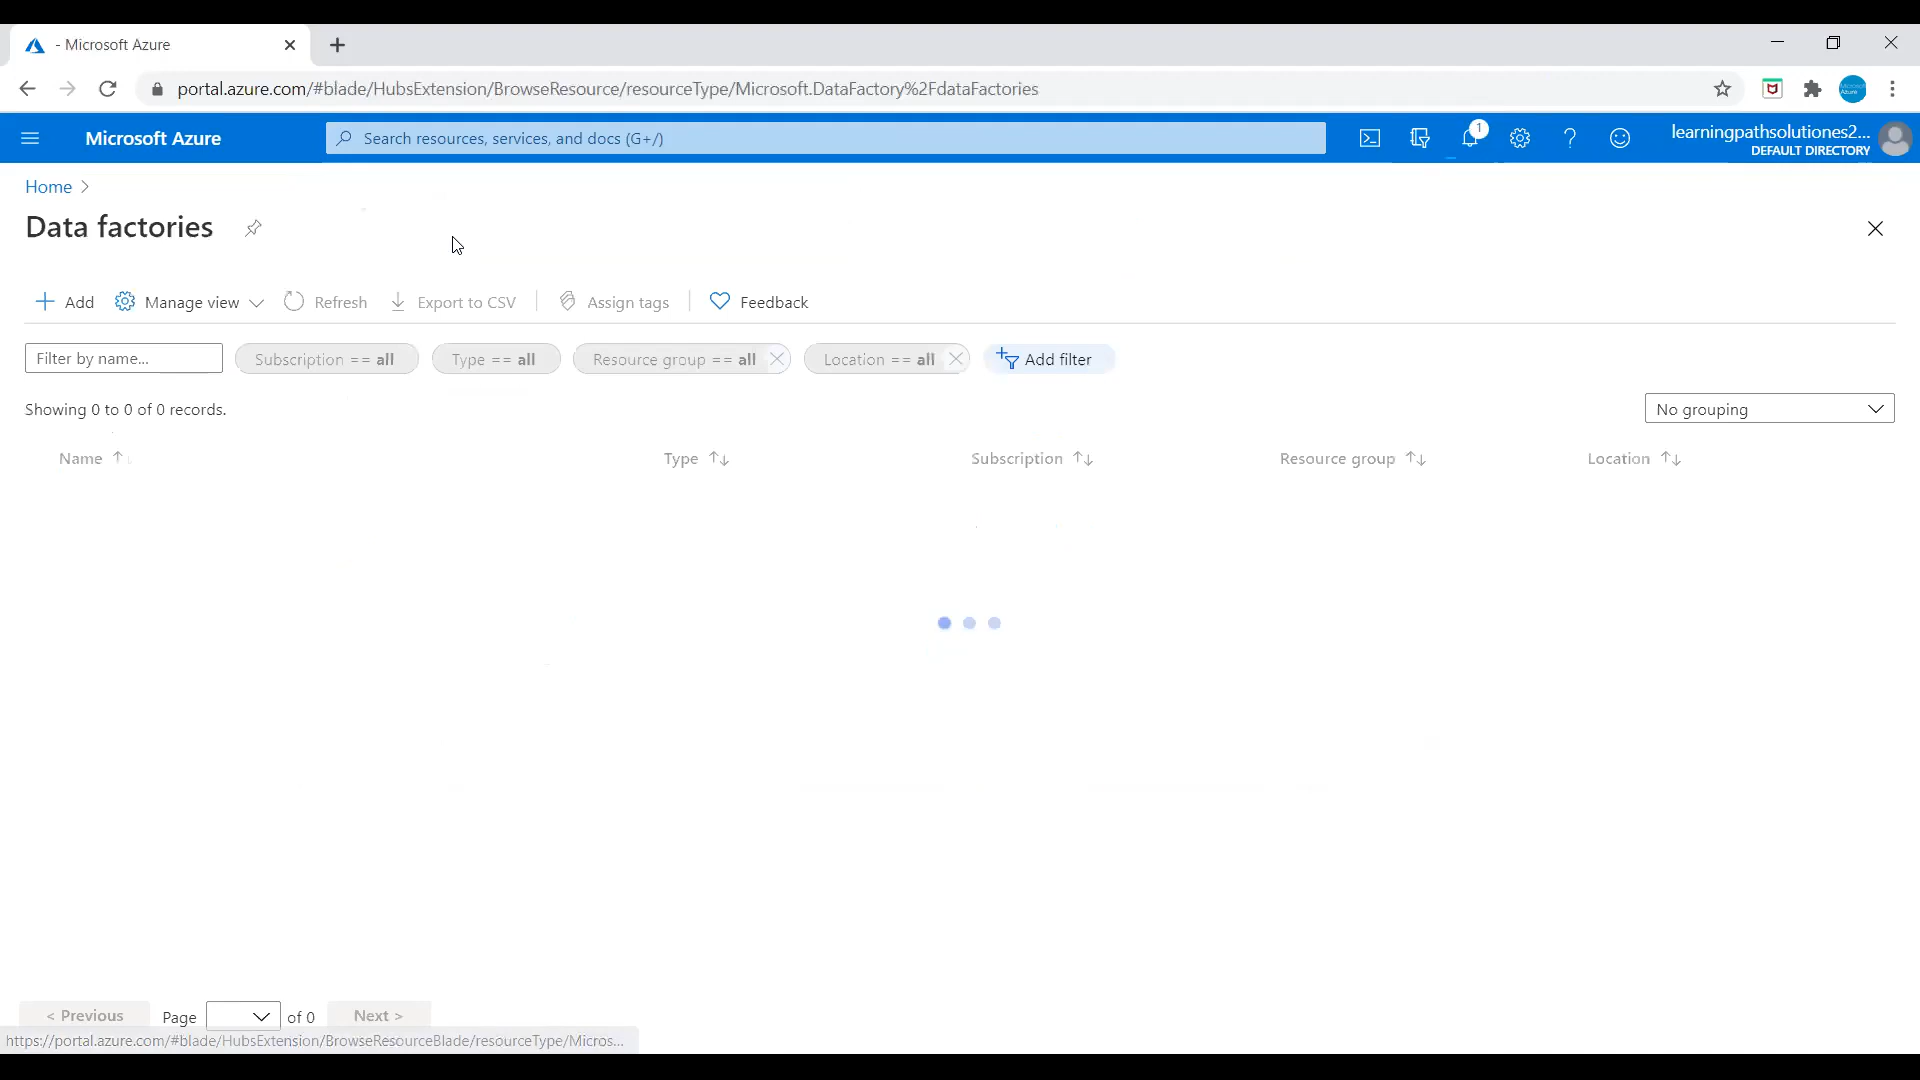 - Microsoft Azure
portal.azure.com/#blade/HubsExtension/BrowseResource/resourceType/Microsoft.DataFactory%2FdataFactories
Microsoft Azure
Search resources, services, and docs (G+/)
1
learningpathsolutiones2...
DEFAULT DIRECTORY
Home
Data factories
Add
Manage view
Refresh
Export to CSV
Assign tags
Feedback
Filter by name...
Subscription == all
Type == all
Resource group == all
Location == all
Add filter
Showing 0 to 0 of 0 records.
No grouping
Name
Type
Subscription
Resource group
Location
< Previous
Page
of 0
Next >
https://portal.azure.com/#blade/HubsExtension/BrowseResourceBlade/resourceType/Micros...